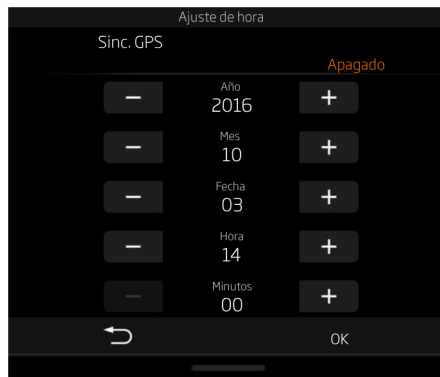 Ajuste de hora
Sinc. GPS
Apagado
Año
− 2016 +
Mes
− 10 +
Fecha
− 03 +
Hora
− 14 +
Minutos
− 00 +
OK